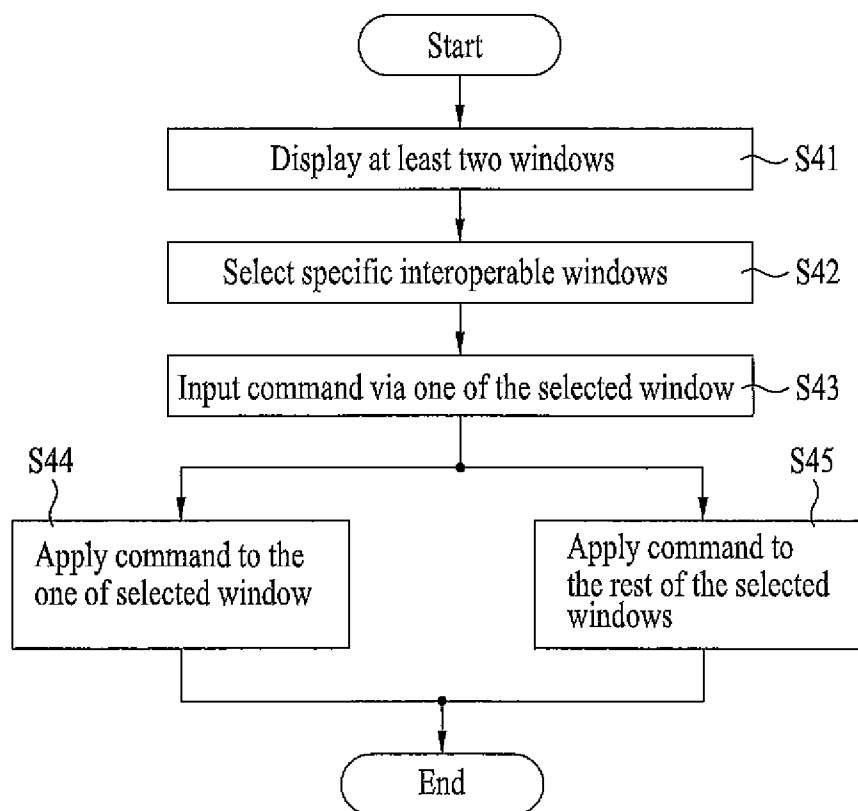 Start
Display at least two windows
S41
Select specific interoperable windows
S42
Input command via one of the selected window
S43
S44
S45
Apply command to the
one of selected window
Apply command to
the rest of the selected
windows
End